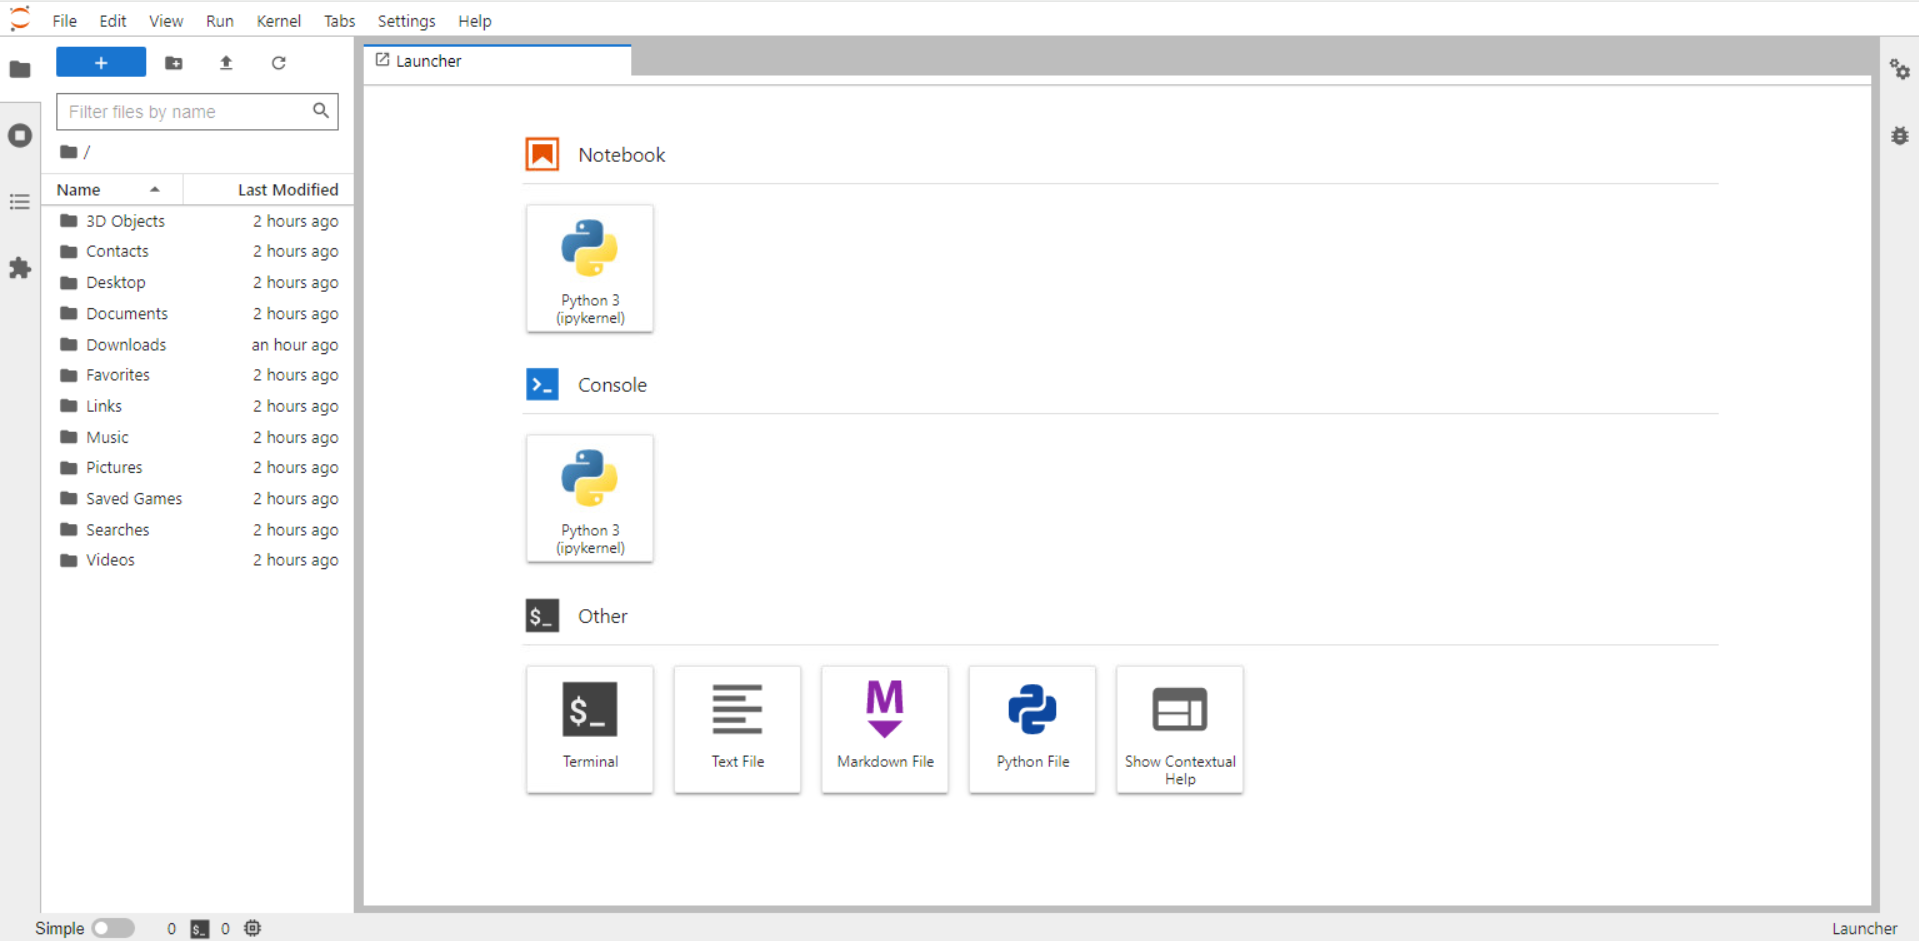 File Edit View Run Kernel Tabs Settings Help
+
Filter files by name
/
Name Last Modified
3D Objects 2 hours ago
Contacts 2 hours ago
Desktop 2 hours ago
Documents 2 hours ago
Downloads an hour ago
Favorites 2 hours ago
Links 2 hours ago
Music 2 hours ago
Pictures 2 hours ago
Saved Games 2 hours ago
Searches 2 hours ago
Videos 2 hours ago
Launcher
Notebook
Python 3
(ipykernel)
Console
Python 3
(ipykernel)
$_ Other
$_
Terminal
Text File
M
Markdown File
Python File
Show Contextual
Help
Simple 0 $_ 0
Launcher